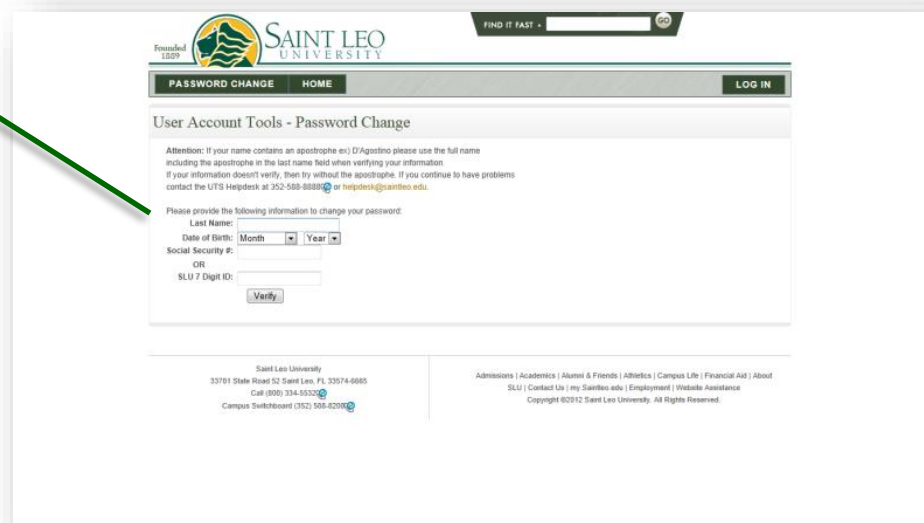 FIND IT FAST
GO
Founded
1889
SAINT LEO
UNIVERSITY
PASSWORD CHANGE HOME LOG IN
User Account Tools - Password Change
Attention: If your name contains an apostrophe ex) D'Agostino please use the full name
including the apostrophe in the last name field when verifying your information.
If your information doesn't verify, then try without the apostrophe. If you continue to have problems
contact the UTS Helpdesk at 352-588-8888 or helpdesk@saintleo.edu.
Please provide the following information to change your password:
Last Name:
Date of Birth: Month Year
Social Security #:
OR
SLU 7 Digit ID:
Verify
Saint Leo University
33701 State Road 52 Saint Leo, FL 33574-6665
Call (800) 334-5532
Campus Switchboard (352) 588-8200
Admissions | Academics | Alumni & Friends | Athletics | Campus Life | Financial Aid | About
SLU | Contact Us | my.Saintleo.edu | Employment | Website Assistance
Copyright ©2012 Saint Leo University. All Rights Reserved.